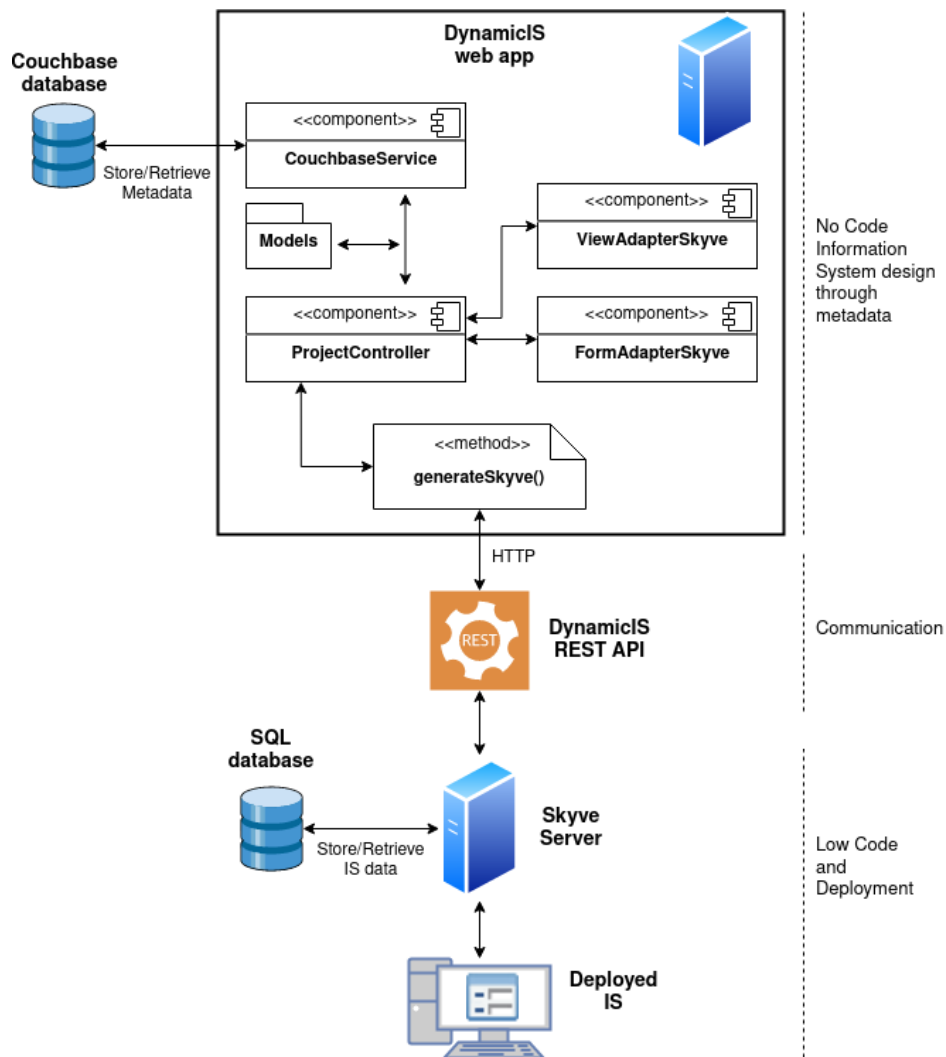 DynamicIS
web app
Couchbase
database
<<component>>
CouchbaseService
Store/Retrieve
Metadata
Models
<<component>>
ViewAdapterSkyve
<<component>>
ProjectController
<<component>>
FormAdapterSkyve
<<method>>
generateSkyve()
No Code
Information
System design
through
metadata
HTTP
REST
DynamicIS
REST API
Communication
SQL
database
Store/Retrieve
IS data
Skyve
Server
Low Code
and
Deployment
Deployed
IS